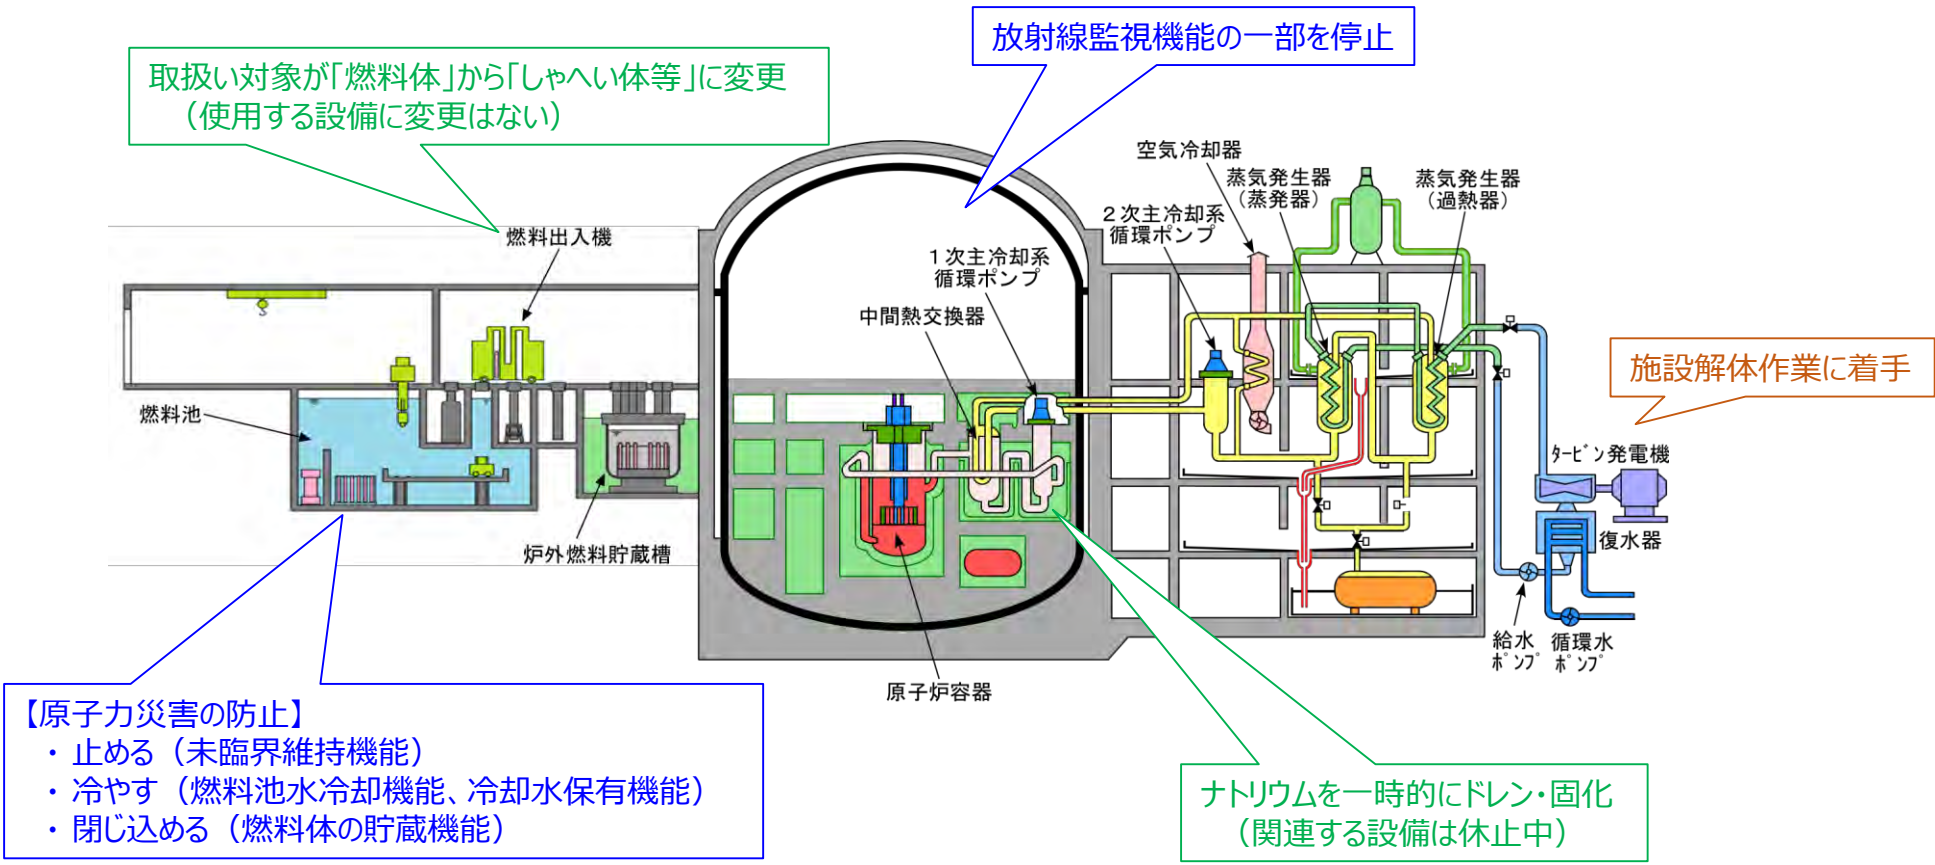 放射線監視機能の一部を停止
取扱い対象が「燃料体」から「しゃへい体等」に変更
（使用する設備に変更はない）
空気冷却器
蒸気発生器
（蒸発器）
蒸気発生器
（過熱器）
２次主冷却系
循環ポンプ
燃料出入機
１次主冷却系
循環ポンプ
中間熱交換器
施設解体作業に着手
燃料池
ﾀｰﾋﾞﾝ発電機
復水器
炉外燃料貯蔵槽
給水
ﾎﾟﾝﾌﾟ
循環水
ﾎﾟﾝﾌﾟ
原子炉容器
【原子力災害の防止】
・ 止める（未臨界維持機能）
・ 冷やす（燃料池水冷却機能、冷却水保有機能）
・ 閉じ込める（燃料体の貯蔵機能）
ナトリウムを一時的にドレン・固化
（関連する設備は休止中）